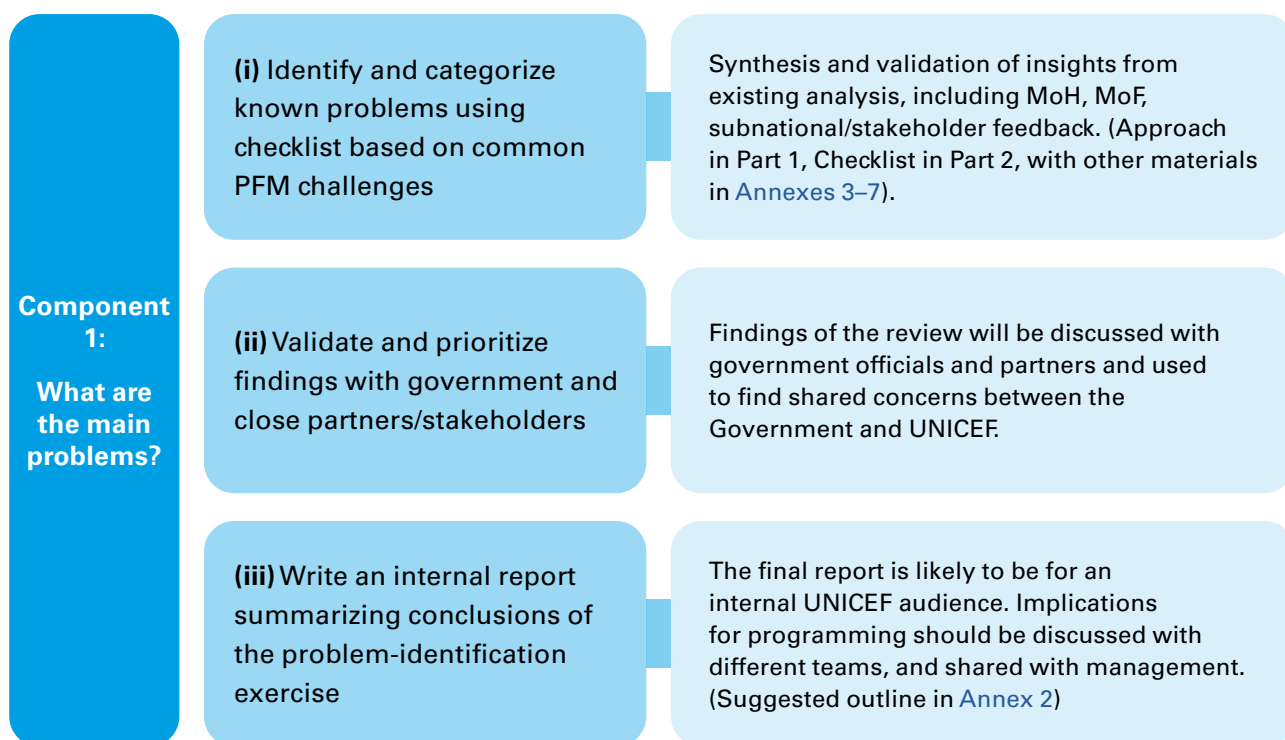 Component
1:
What are
the main
problems?
(i) Identify and categorize
known problems using
checklist based on common
PFM challenges
Synthesis and validation of insights from
existing analysis, including MoH, MoF,
subnational/stakeholder feedback. (Approach
in Part 1, Checklist in Part 2, with other materials
in Annexes 3–7).
(ii) Validate and prioritize
findings with government and
close partners/stakeholders
Findings of the review will be discussed with
government officials and partners and used
to find shared concerns between the
Government and UNICEF.
(iii) Write an internal report
summarizing conclusions of
the problem-identification
exercise
The final report is likely to be for an
internal UNICEF audience. Implications
for programming should be discussed with
different teams, and shared with management.
(Suggested outline in Annex 2)